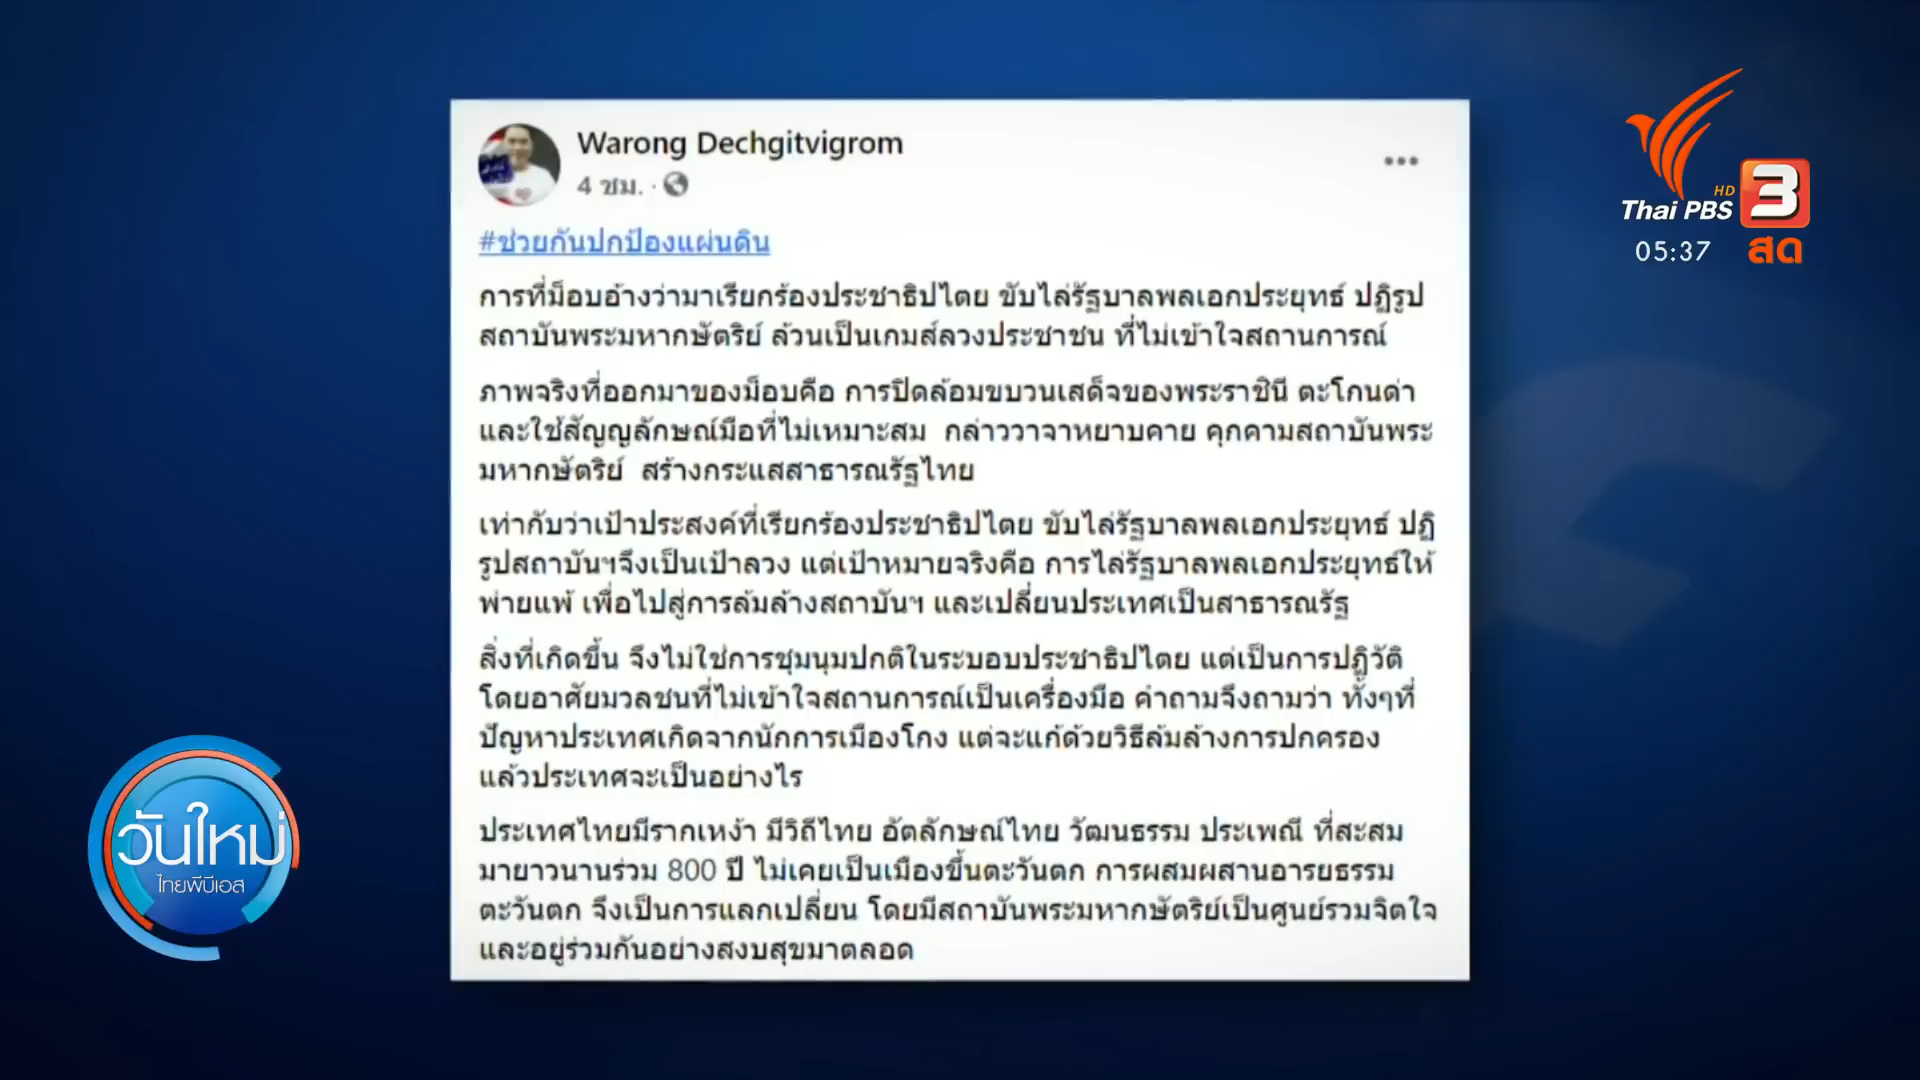 Warong Dechgitvigrom
4 ชม. ·
#ช่วยกันปกป้องแผ่นดิน
การที่ม็อบอ้างว่ามาเรียกร้องประชาธิปไตย ขับไล่รัฐบาลพลเอกประยุทธ์ ปฏิรูป
สถาบันพระมหากษัตริย์ ล้วนเป็นเกมส์ลวงประชาชน ที่ไม่เข้าใจสถานการณ์
ภาพจริงที่ออกมาของม็อบคือ การปิดล้อมขบวนเสด็จของพระราชินี ตะโกนด่า
และใช้สัญญลักษณ์มือที่ไม่เหมาะสม กล่าววาจาหยาบคาย คุกคามสถาบันพระ
มหากษัตริย์ สร้างกระแสสาธารณรัฐไทย
เท่ากับว่าเป้าประสงค์ที่เรียกร้องประชาธิปไตย ขับไล่รัฐบาลพลเอกประยุทธ์ ปฏิ
รูปสถาบันฯจึงเป็นเป้าลวง แต่เป้าหมายจริงคือ การไล่รัฐบาลพลเอกประยุทธ์ให้
พ่ายแพ้ เพื่อไปสู่การล้มล้างสถาบันฯ และเปลี่ยนประเทศเป็นสาธารณรัฐ
สิ่งที่เกิดขึ้น จึงไม่ใช่การชุมนุมปกติในระบอบประชาธิปไตย แต่เป็นการปฏิวัติ
โดยอาศัยมวลชนที่ไม่เข้าใจสถานการณ์เป็นเครื่องมือ คำถามจึงถามว่า ทั้งๆที่
ปัญหาประเทศเกิดจากนักการเมืองโกง แต่จะแก้ด้วยวิธีล้มล้างการปกครอง
แล้วประเทศจะเป็นอย่างไร
ประเทศไทยมีรากเหง้า มีวิถีไทย อัตลักษณ์ไทย วัฒนธรรม ประเพณี ที่สะสม
มายาวนานร่วม 800 ปี ไม่เคยเป็นเมืองขึ้นตะวันตก การผสมผสานอารยธรรม
ตะวันตก จึงเป็นการแลกเปลี่ยน โดยมีสถาบันพระมหากษัตริย์เป็นศูนย์รวมจิตใจ
และอยู่ร่วมกันอย่างสงบสุขมาตลอด
HD
Thai PBS 3
05:37 สด
วันใหม่
ไทยพีบีเอส